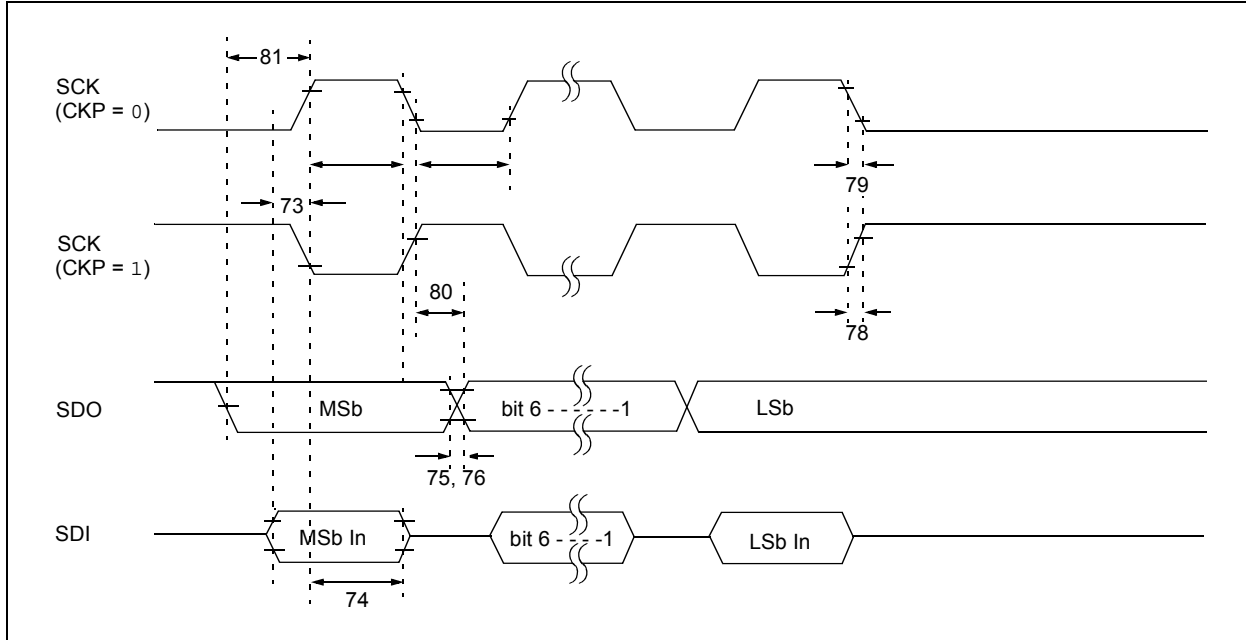 81
SCK
(CKP = 0)
79
73
SCK
(CKP = 1)
80
78
SDO
MSb
bit 6 - - - - - -1
LSb
75, 76
SDI
MSb In
bit 6 - - - -1
LSb In
74